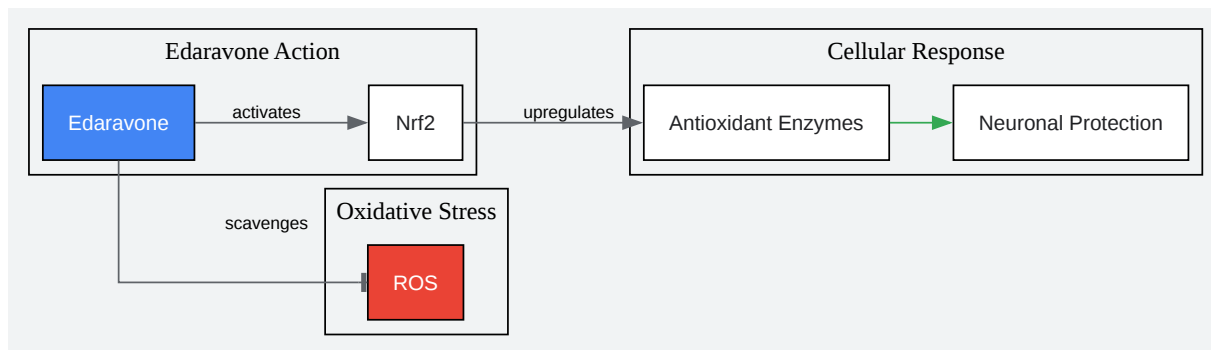 Edaravone Action
Cellular Response
Edaravone
activates
Nrf2
upregulates
Antioxidant Enzymes
Neuronal Protection
scavenges
Oxidative Stress
ROS